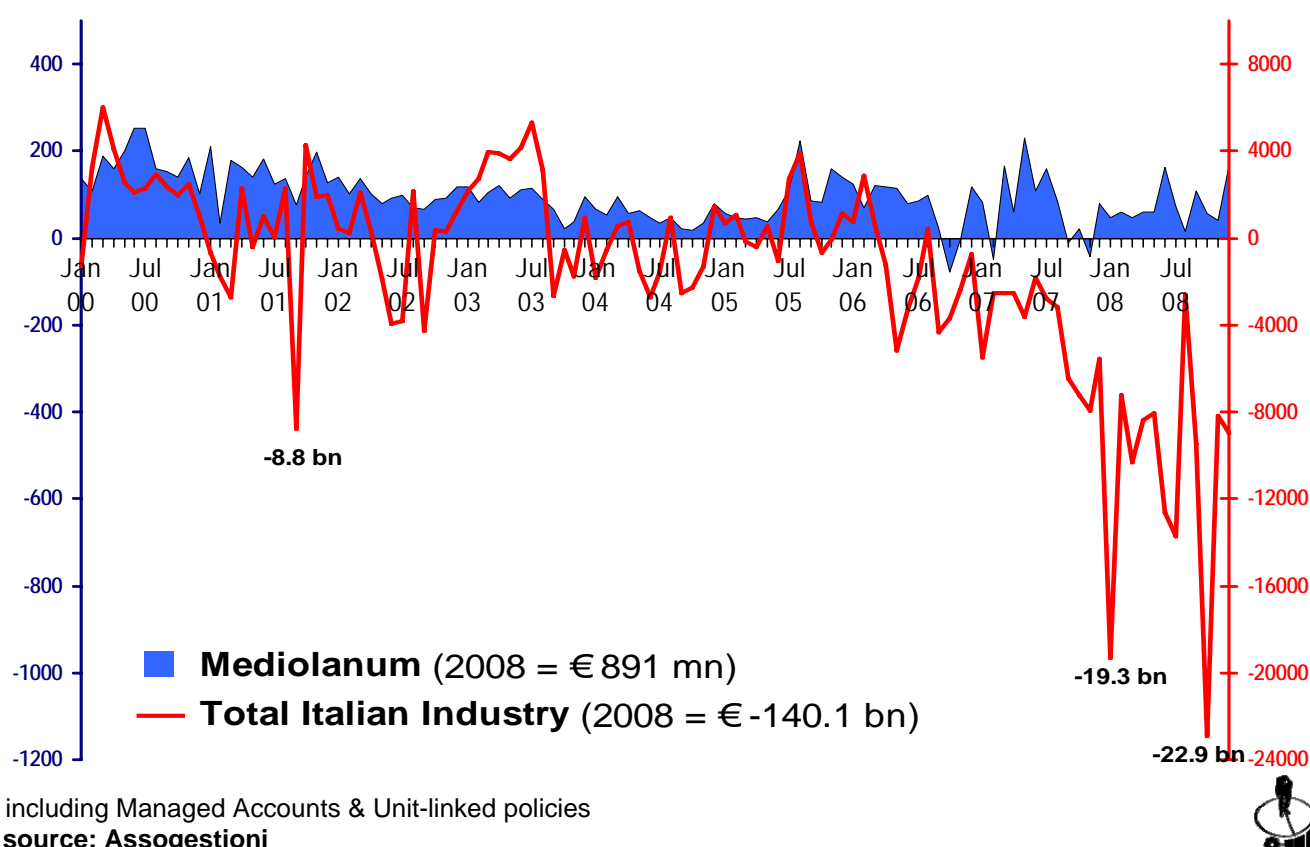 400
200
0
-200
-400
-600
-800
-1000
-1200
8000
4000
0
-4000
-8000
-12000
-16000
-20000
-24000
Jan Jul Jan Jul Jan Jul Jan Jul Jan Jul Jan Jul Jan Jul Jan Jul Jan Jul
00 00 01 01 02 02 03 03 04 04 05 05 06 06 07 07 08 08
-8.8 bn
-19.3 bn
-22.9 bn
Mediolanum (2008 = € 891 mn)
Total Italian Industry (2008 = € -140.1 bn)
including Managed Accounts & Unit-linked policies
source: Assogestioni